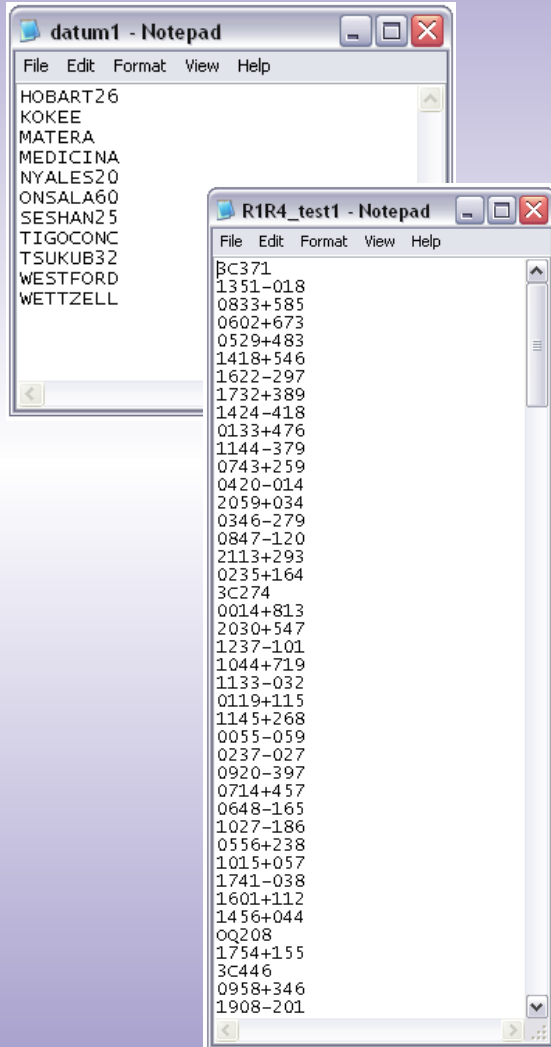 datum1 - Notepad
File Edit Format View Help
HOBART26
KOKEE
MATERA
MEDICINA
NYALES20
ONSALA60
SESHAN25
TIGOCONC
TSUKUB32
WESTFORD
WETTZELL
R1R4_test1 - Notepad
File Edit Format View Help
3C371
1351-018
0833+585
0602+673
0529+483
1418+546
1622-297
1732+389
1424-418
0133+476
1144-379
0743+259
0420-014
2059+034
0346-279
0847-120
2113+293
0235+164
3C274
0014+813
2030+547
1237-101
1044+719
1133-032
0119+115
1145+268
0055-059
0237-027
0920-397
0714+457
0648-165
1027-186
0556+238
1015+057
1741-038
1601+112
1456+044
OQ208
1754+155
3C446
0958+346
1908-201